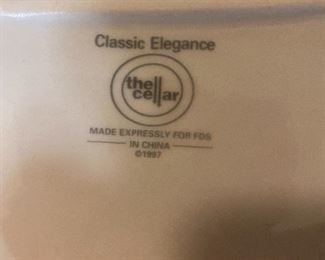 Classic Elegance
the
cellar
MADE EXPRESSLY FOR FDS
IN CHINA
©1997